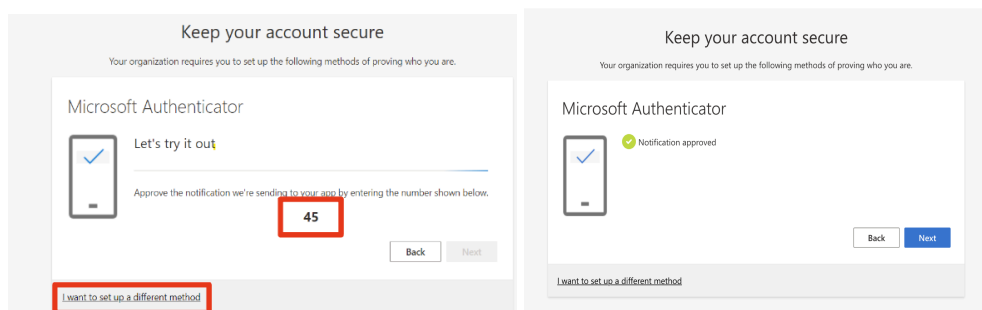 Keep your account secure
Your organization requires you to set up the following methods of proving who you are.
Microsoft Authenticator
Let's try it out
Approve the notification we're sending to your app by entering the number shown below.
45
Back
Next
I want to set up a different method
Keep your account secure
Your organization requires you to set up the following methods of proving who you are.
Microsoft Authenticator
Notification approved
Back
Next
I want to set up a different method